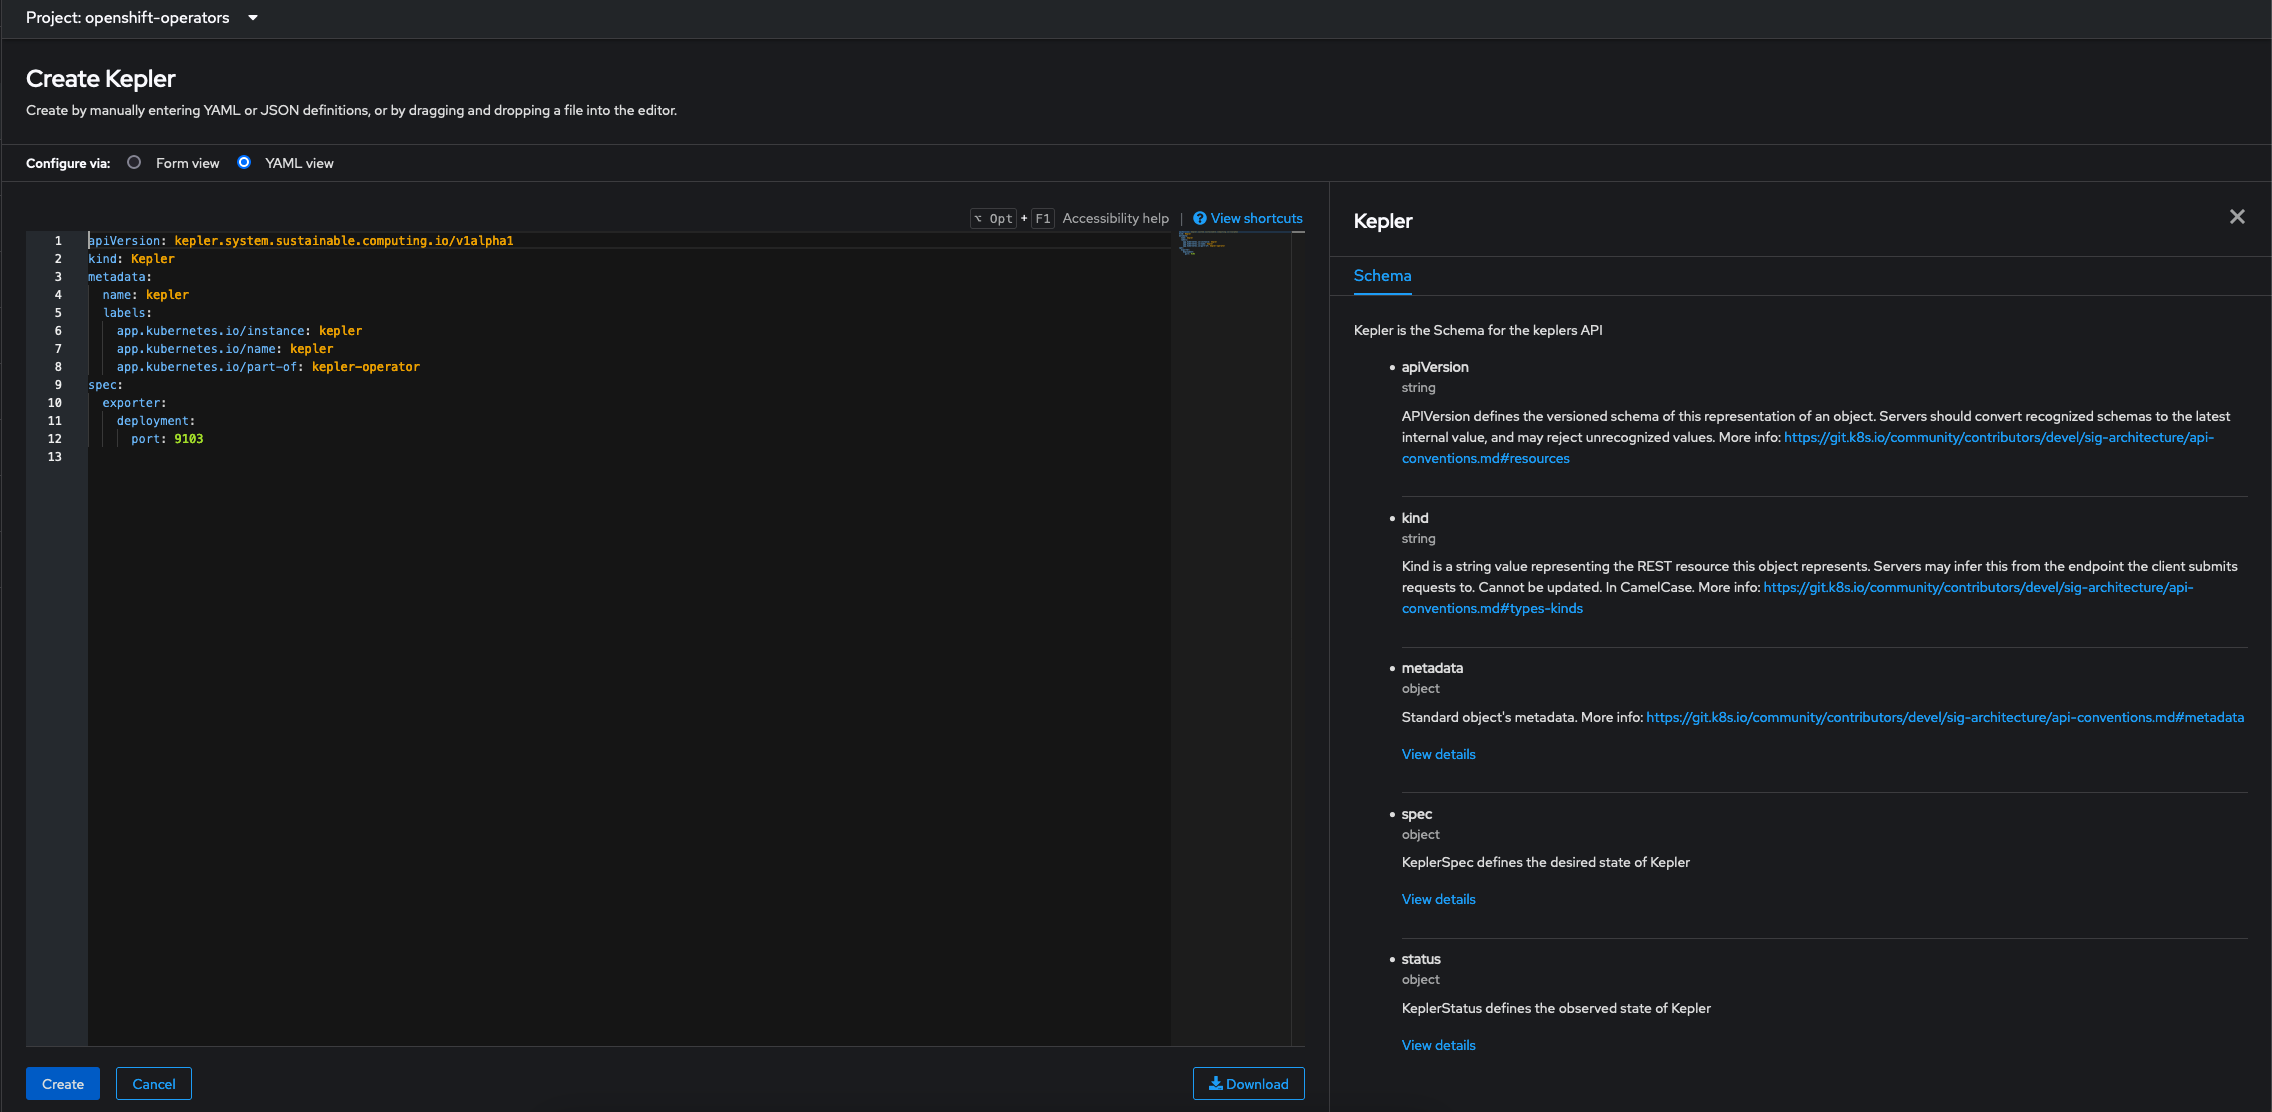 Project: openshift-operators
Create Kepler
Create by manually entering YAML or JSON definitions, or by dragging and dropping a file into the editor.
Configure via: Form view YAML view
⌥ Opt + F1 Accessibility help | View shortcuts
1 apiVersion: kepler.system.sustainable.computing.io/v1alpha1
2 kind: Kepler
3 metadata:
4 name: kepler
5 labels:
6 app.kubernetes.io/instance: kepler
7 app.kubernetes.io/name: kepler
8 app.kubernetes.io/part-of: kepler-operator
9 spec:
10 exporter:
11 deployment:
12 port: 9103
13
Create
Cancel
Download
Kepler
Schema
Kepler is the Schema for the keplers API
• apiVersion
string
APIVersion defines the versioned schema of this representation of an object. Servers should convert recognized schemas to the latest
internal value, and may reject unrecognized values. More info: https://git.k8s.io/community/contributors/devel/sig-architecture/api-
conventions.md#resources
• kind
string
Kind is a string value representing the REST resource this object represents. Servers may infer this from the endpoint the client submits
requests to. Cannot be updated. In CamelCase. More info: https://git.k8s.io/community/contributors/devel/sig-architecture/api-
conventions.md#types-kinds
• metadata
object
Standard object's metadata. More info: https://git.k8s.io/community/contributors/devel/sig-architecture/api-conventions.md#metadata
View details
• spec
object
KeplerSpec defines the desired state of Kepler
View details
• status
object
KeplerStatus defines the observed state of Kepler
View details